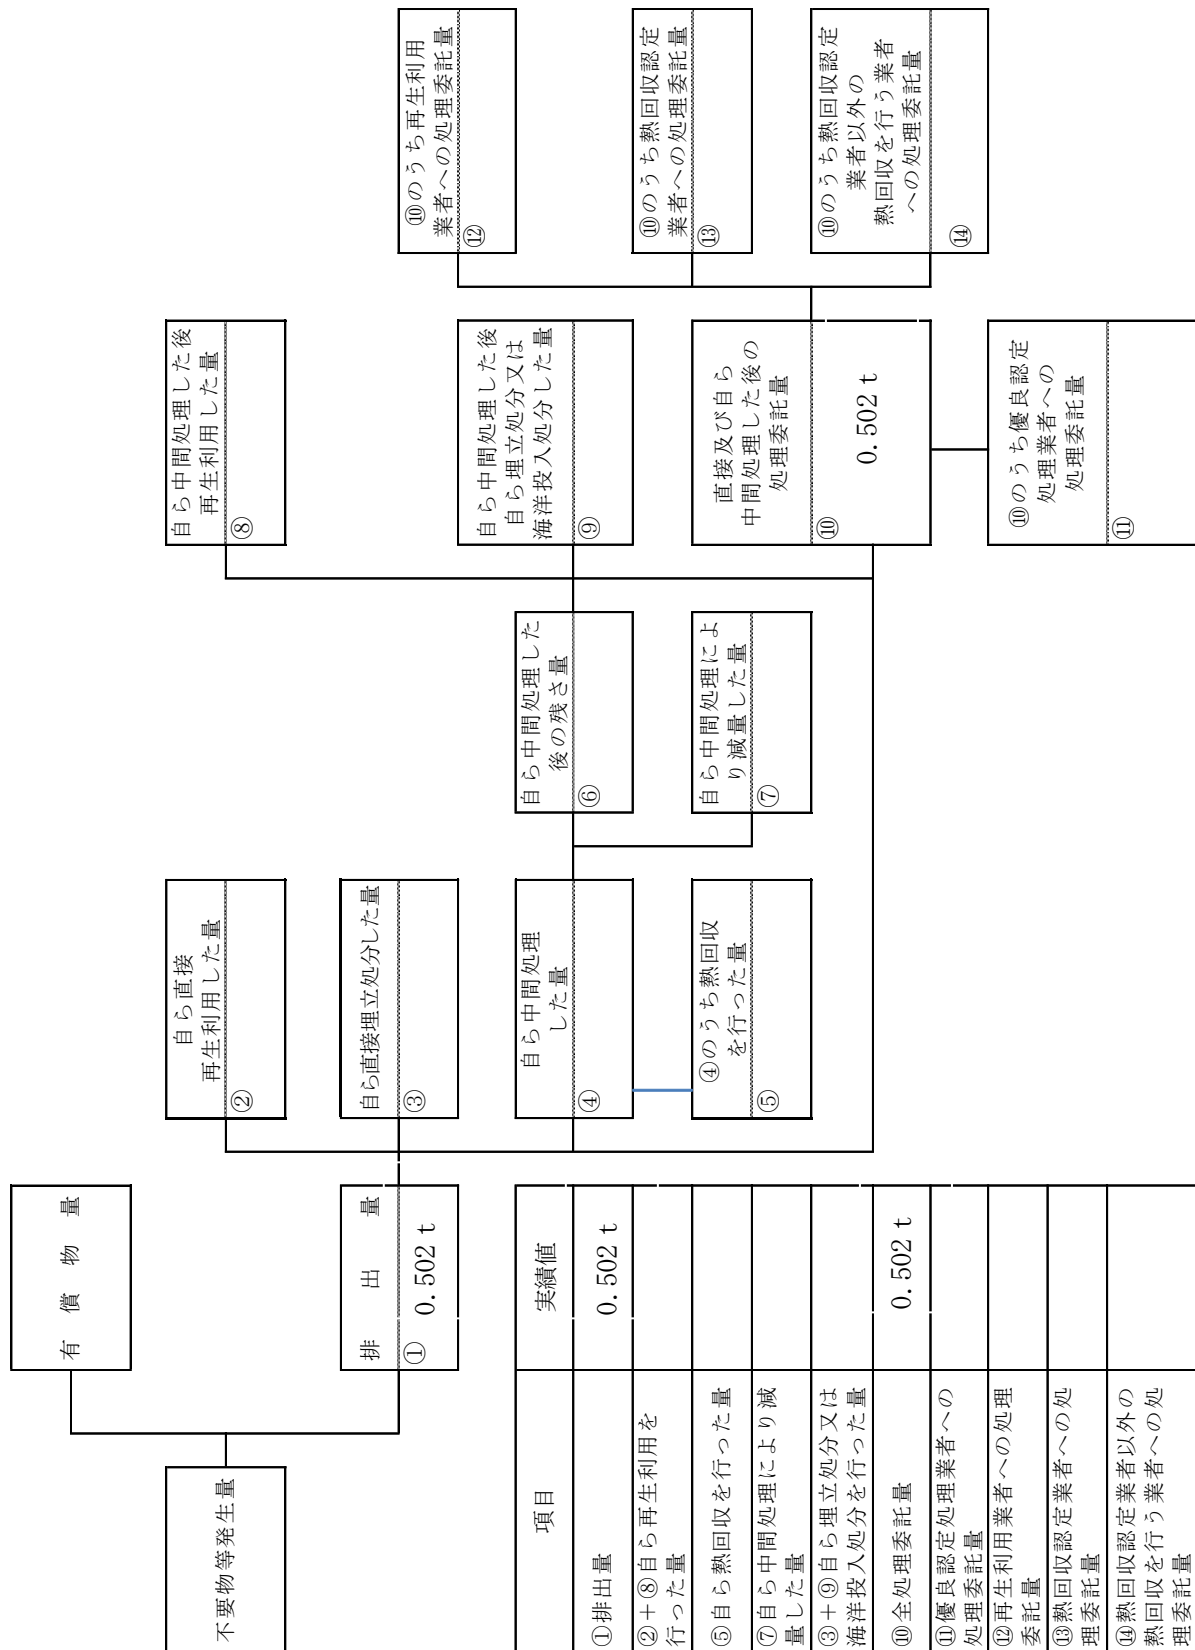 不要物等発生量
有償物量
排出量
① 0.502 t
自ら直接
再生利用した量
②
自ら直接埋立処分した量
③
自ら中間処理
した量
④
④のうち熱回収
を行った量
⑤
自ら中間処理した
後の残さ量
⑥
自ら中間処理によ
り減量した量
⑦
自ら中間処理した後
再生利用した量
⑧
自ら中間処理した後
自ら埋立処分又は
海洋投入処分した量
⑨
直接及び自ら
中間処理した後の
処理委託量
⑩
0.502 t
⑩のうち優良認定
処理業者への
処理委託量
⑪
⑩のうち再生利用
業者への処理委託量
⑫
⑩のうち熱回収認定
業者への処理委託量
⑬
⑩のうち熱回収認定
業者以外の
熱回収を行う業者
への処理委託量
⑭
項目 実績値
①排出量 0.502 t
②+⑧自ら再生利用を
行った量
⑤自ら熱回収を行った量
⑦自ら中間処理により減
量した量
③+⑨自ら埋立処分又は
海洋投入処分を行った量
⑩全処理委託量 0.502 t
⑪優良認定処理業者への
処理委託量
⑫再生利用業者への処理
委託量
⑬熱回収認定業者への処
理委託量
⑭熱回収認定業者以外の
熱回収を行う業者への処
理委託量